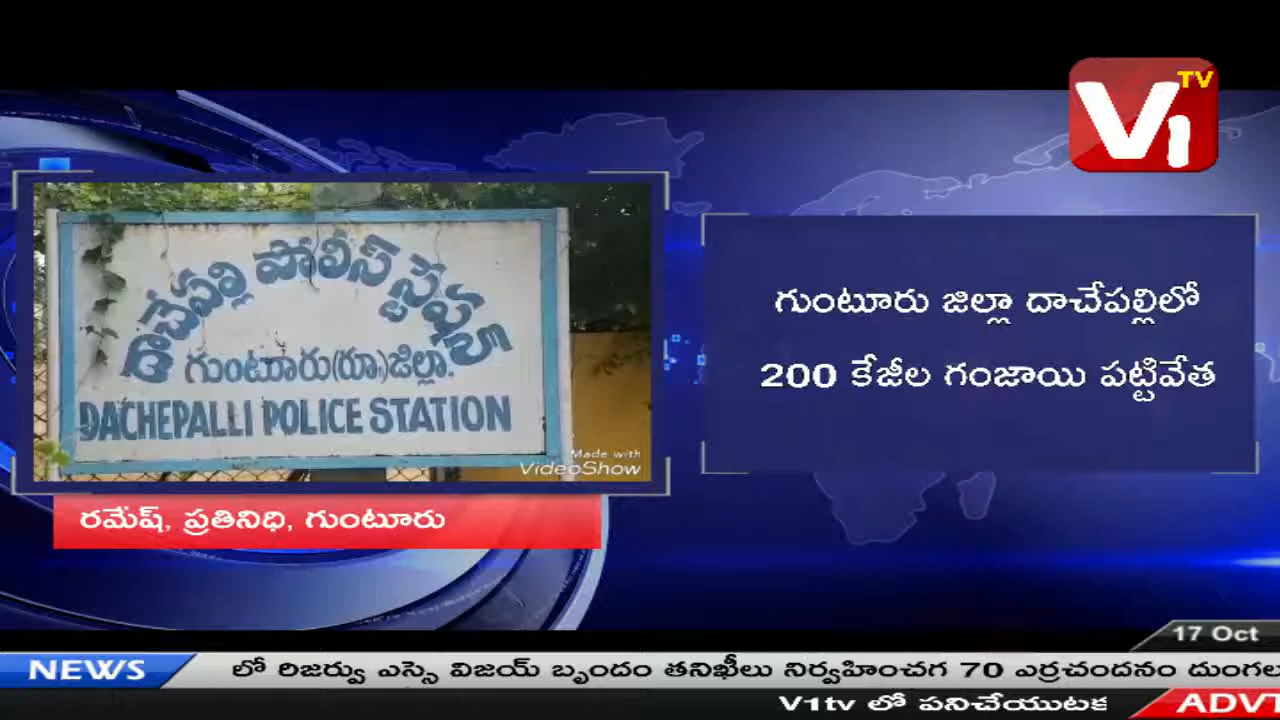 V1 TV
దాచేపల్లి పోలీస్ స్టేషన్
గుంటూరు(రూ)జిల్లా.
DACHEPALLI POLICE STATION
Made with
VideoShow
గుంటూరు జిల్లా దాచేపల్లిలో
200 కేజీల గంజాయి పట్టివేత
రమేష్, ప్రతినిధి, గుంటూరు
17 Oct
NEWS లో రిజర్వు ఎస్సె విజయ్ బృందం తనిఖీలు నిర్వహించగ 70 ఎర్రచందనం దుంగల
V1tv లో పనిచేయుటక ADVT